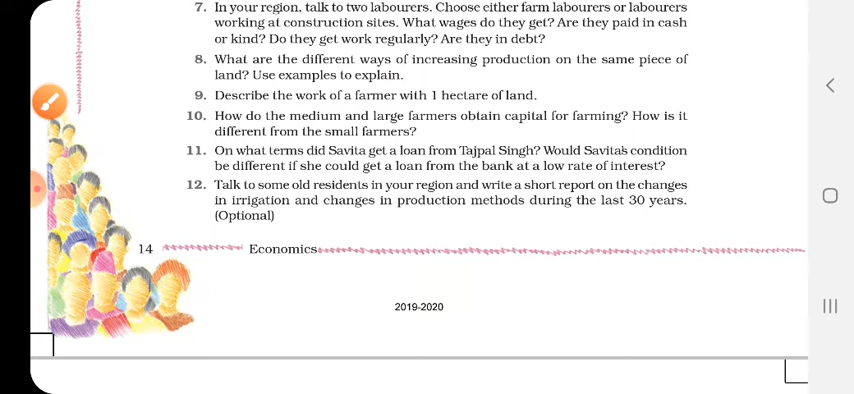 7. In your region, talk to two labourers. Choose either farm labourers or labourers
working at construction sites. What wages do they get? Are they paid in cash
or kind? Do they get work regularly? Are they in debt?
8. What are the different ways of increasing production on the same piece of
land? Use examples to explain.
9. Describe the work of a farmer with 1 hectare of land.
10. How do the medium and large farmers obtain capital for farming? How is it
different from the small farmers?
11. On what terms did Savita get a loan from Tajpal Singh? Would Savita's condition
be different if she could get a loan from the bank at a low rate of interest?
12. Talk to some old residents in your region and write a short report on the changes
in irrigation and changes in production methods during the last 30 years.
(Optional)
14 Economics
2019-2020